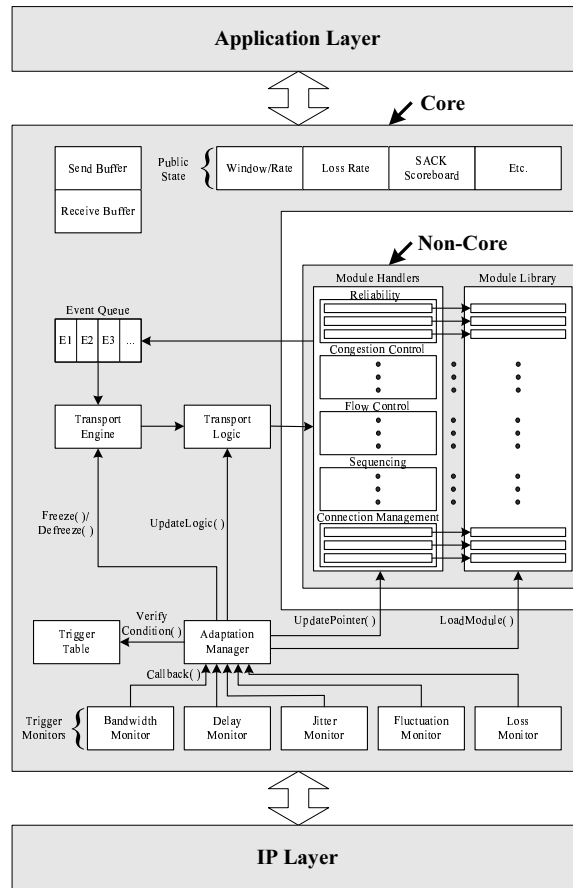 Application Layer
Core
Send Buffer
Receive Buffer
Public
State
Window/Rate
Loss Rate
SACK
Scoreboard
Etc.
Non-Core
Module Handlers
Module Library
Reliability
Congestion Control
Flow Control
Sequencing
Connection Management
Event Queue
E1
E2
E3
...
Transport
Engine
Transport
Logic
Freeze( )/
Defreeze( )
UpdateLogic( )
UpdatePointer( )
LoadModule( )
Trigger
Table
Verify
Condition( )
Adaptation
Manager
Callback( )
Trigger
Monitors
Bandwidth
Monitor
Delay
Monitor
Jitter
Monitor
Fluctuation
Monitor
Loss
Monitor
IP Layer